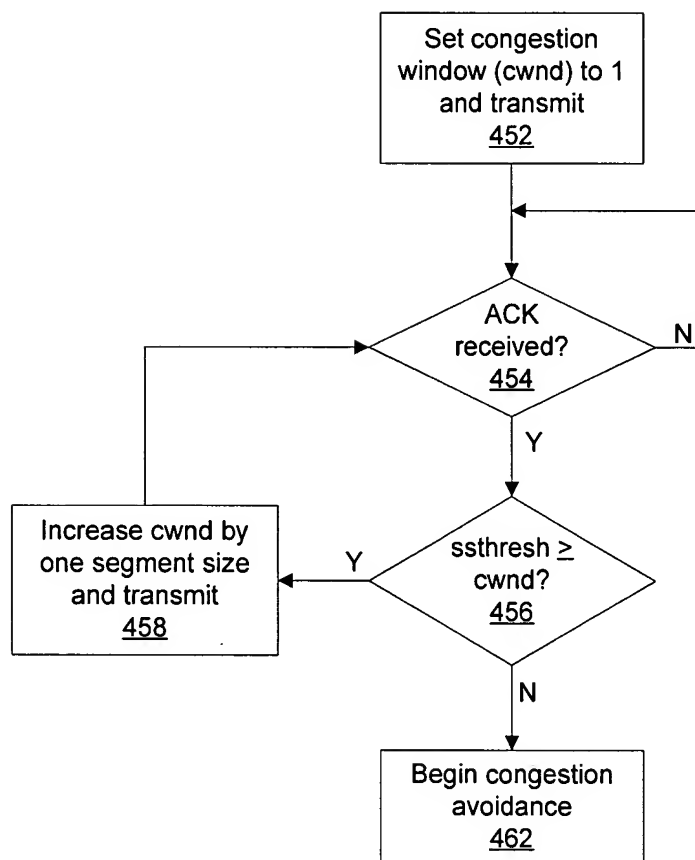 Set congestion
window (cwnd) to 1
and transmit
452
ACK
received?
454
N
Y
ssthresh ≥
cwnd?
456
Y
Increase cwnd by
one segment size
and transmit
458
N
Begin congestion
avoidance
462